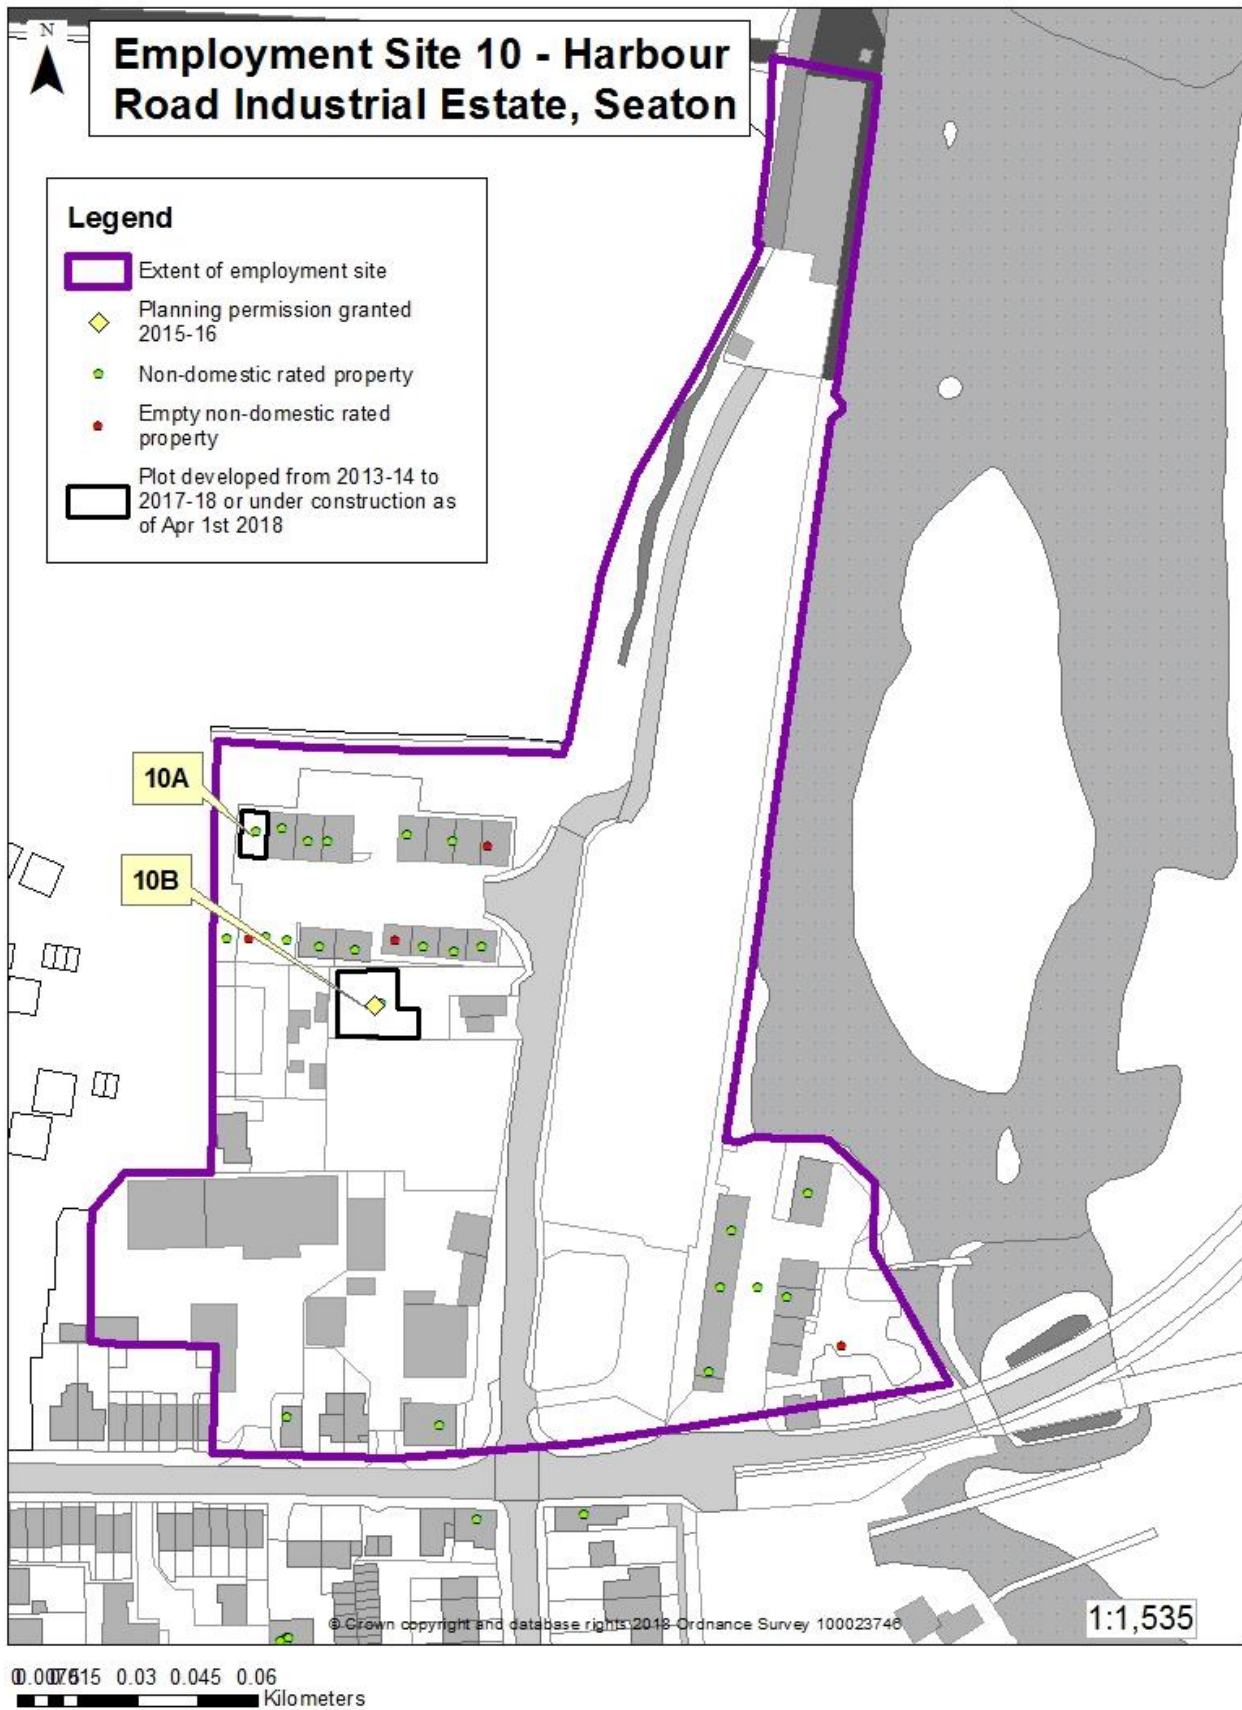 N
Employment Site 10 - Harbour
Road Industrial Estate, Seaton
Legend
Extent of employment site
Planning permission granted
2015-16
Non-domestic rated property
Empty non-domestic rated
property
Plot developed from 2013-14 to
2017-18 or under construction as
of Apr 1st 2018
10A
10B
© Crown copyright and database rights 2018 Ordnance Survey 100023746
1:1,535
0.03 0.045 0.06
Kilometers